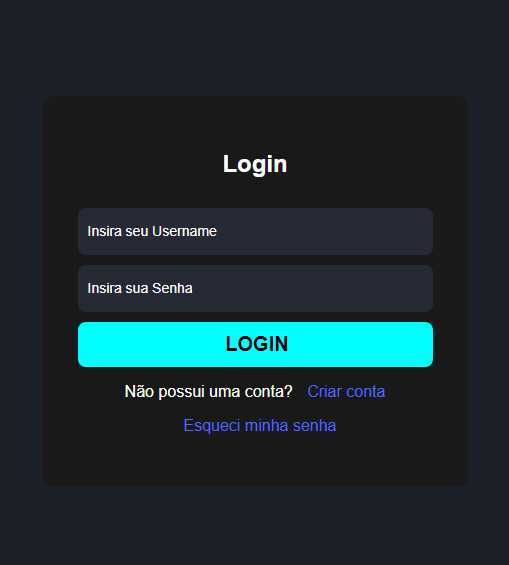 Login
Insira seu Username
Insira sua Senha
LOGIN
Não possui uma conta? Criar conta
Esqueci minha senha